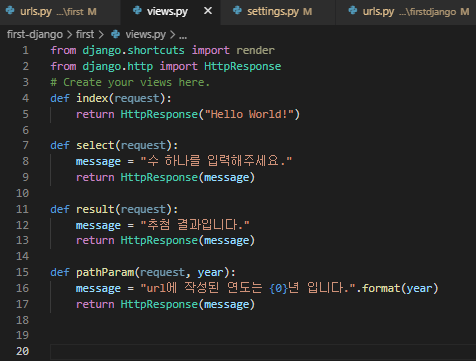 urls.py ...\first M views.py × settings.py M urls.py ...\firstdjango M
first-django > first > views.py > ...
1 from django.shortcuts import render
2 from django.http import HttpResponse
3 # Create your views here.
4 def index(request):
5 return HttpResponse("Hello World!")
6
7 def select(request):
8 message = "수 하나를 입력해주세요."
9 return HttpResponse(message)
10
11 def result(request):
12 message = "추첨 결과입니다."
13 return HttpResponse(message)
14
15 def pathParam(request, year):
16 message = "url에 작성된 연도는 {0}년 입니다.".format(year)
17 return HttpResponse(message)
18
19
20